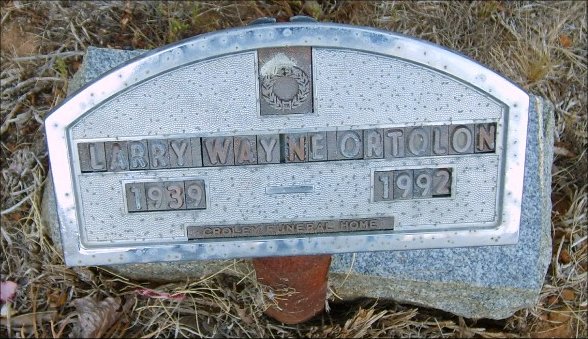 LARRY WAYNE ORTOLON
1939 1992
CROLEY FUNERAL HOME